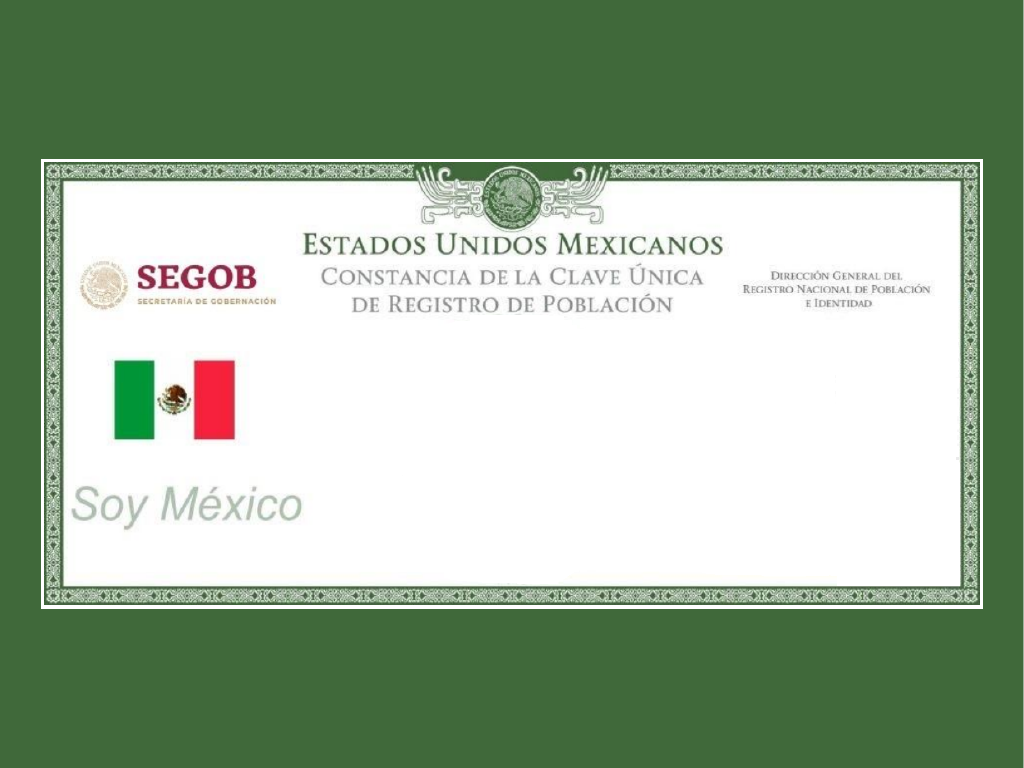 ESTADOS UNIDOS MEXICANOS
CONSTANCIA DE LA CLAVE ÚNICA
DE REGISTRO DE POBLACIÓN
SEGOB
SECRETARÍA DE GOBERNACIÓN
DIRECCIÓN GENERAL DEL
REGISTRO NACIONAL DE POBLACIÓN
E IDENTIDAD
Soy México